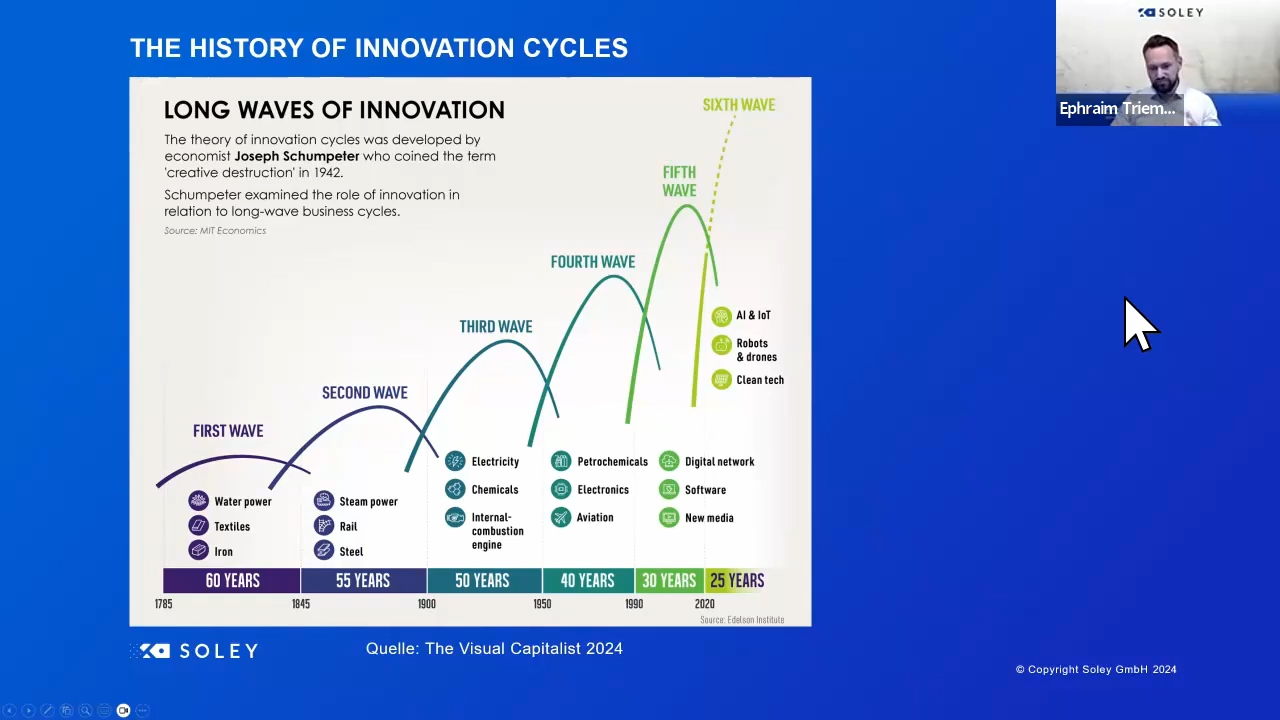 THE HISTORY OF INNOVATION CYCLES
SOLEY
Ephraim Triem...
LONG WAVES OF INNOVATION
The theory of innovation cycles was developed by
economist Joseph Schumpeter who coined the term
'creative destruction' in 1942.
Schumpeter examined the role of innovation in
relation to long-wave business cycles.
Source: MIT Economics
SIXTH WAVE
FIFTH
WAVE
FOURTH WAVE
THIRD WAVE
SECOND WAVE
FIRST WAVE
AI & IoT
Robots
& drones
Clean tech
Water power
Textiles
Iron
Steam power
Rail
Steel
Electricity
Chemicals
Internal-
combustion
engine
Petrochemicals
Electronics
Aviation
Digital network
Software
New media
60 YEARS
55 YEARS
50 YEARS
40 YEARS
30 YEARS
25 YEARS
1785
1845
1900
1950
1990
2020
Source: Edelson Institute
SOLEY
Quelle: The Visual Capitalist 2024
© Copyright Soley GmbH 2024